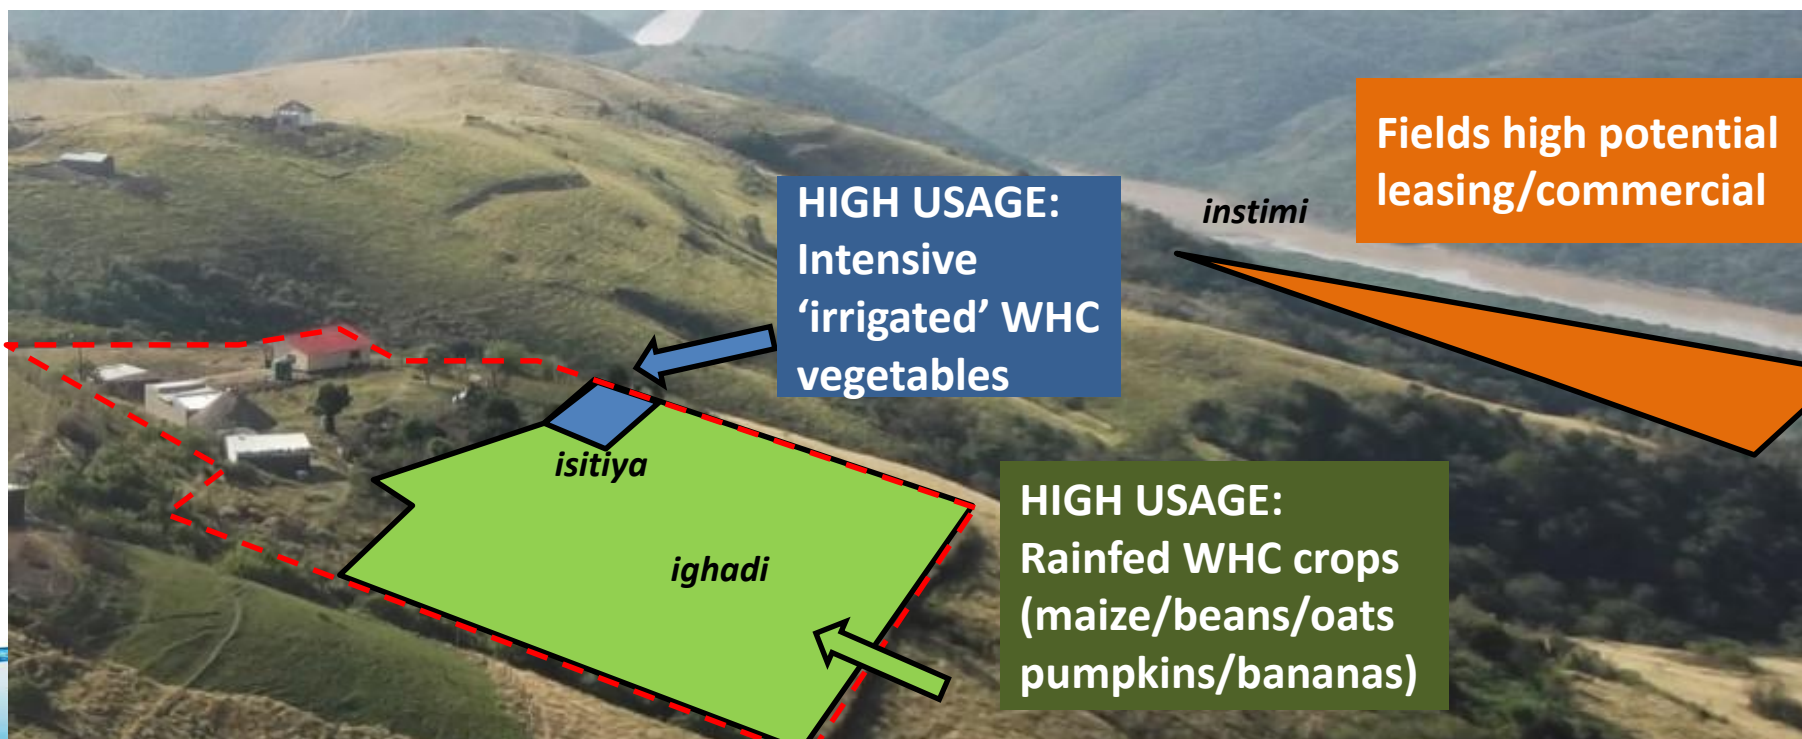 Fields high potential
leasing/commercial
instimi
HIGH USAGE:
Intensive
‘irrigated’ WHC
vegetables
isitiya
HIGH USAGE:
Rainfed WHC crops
(maize/beans/oats
pumpkins/bananas)
ighadi